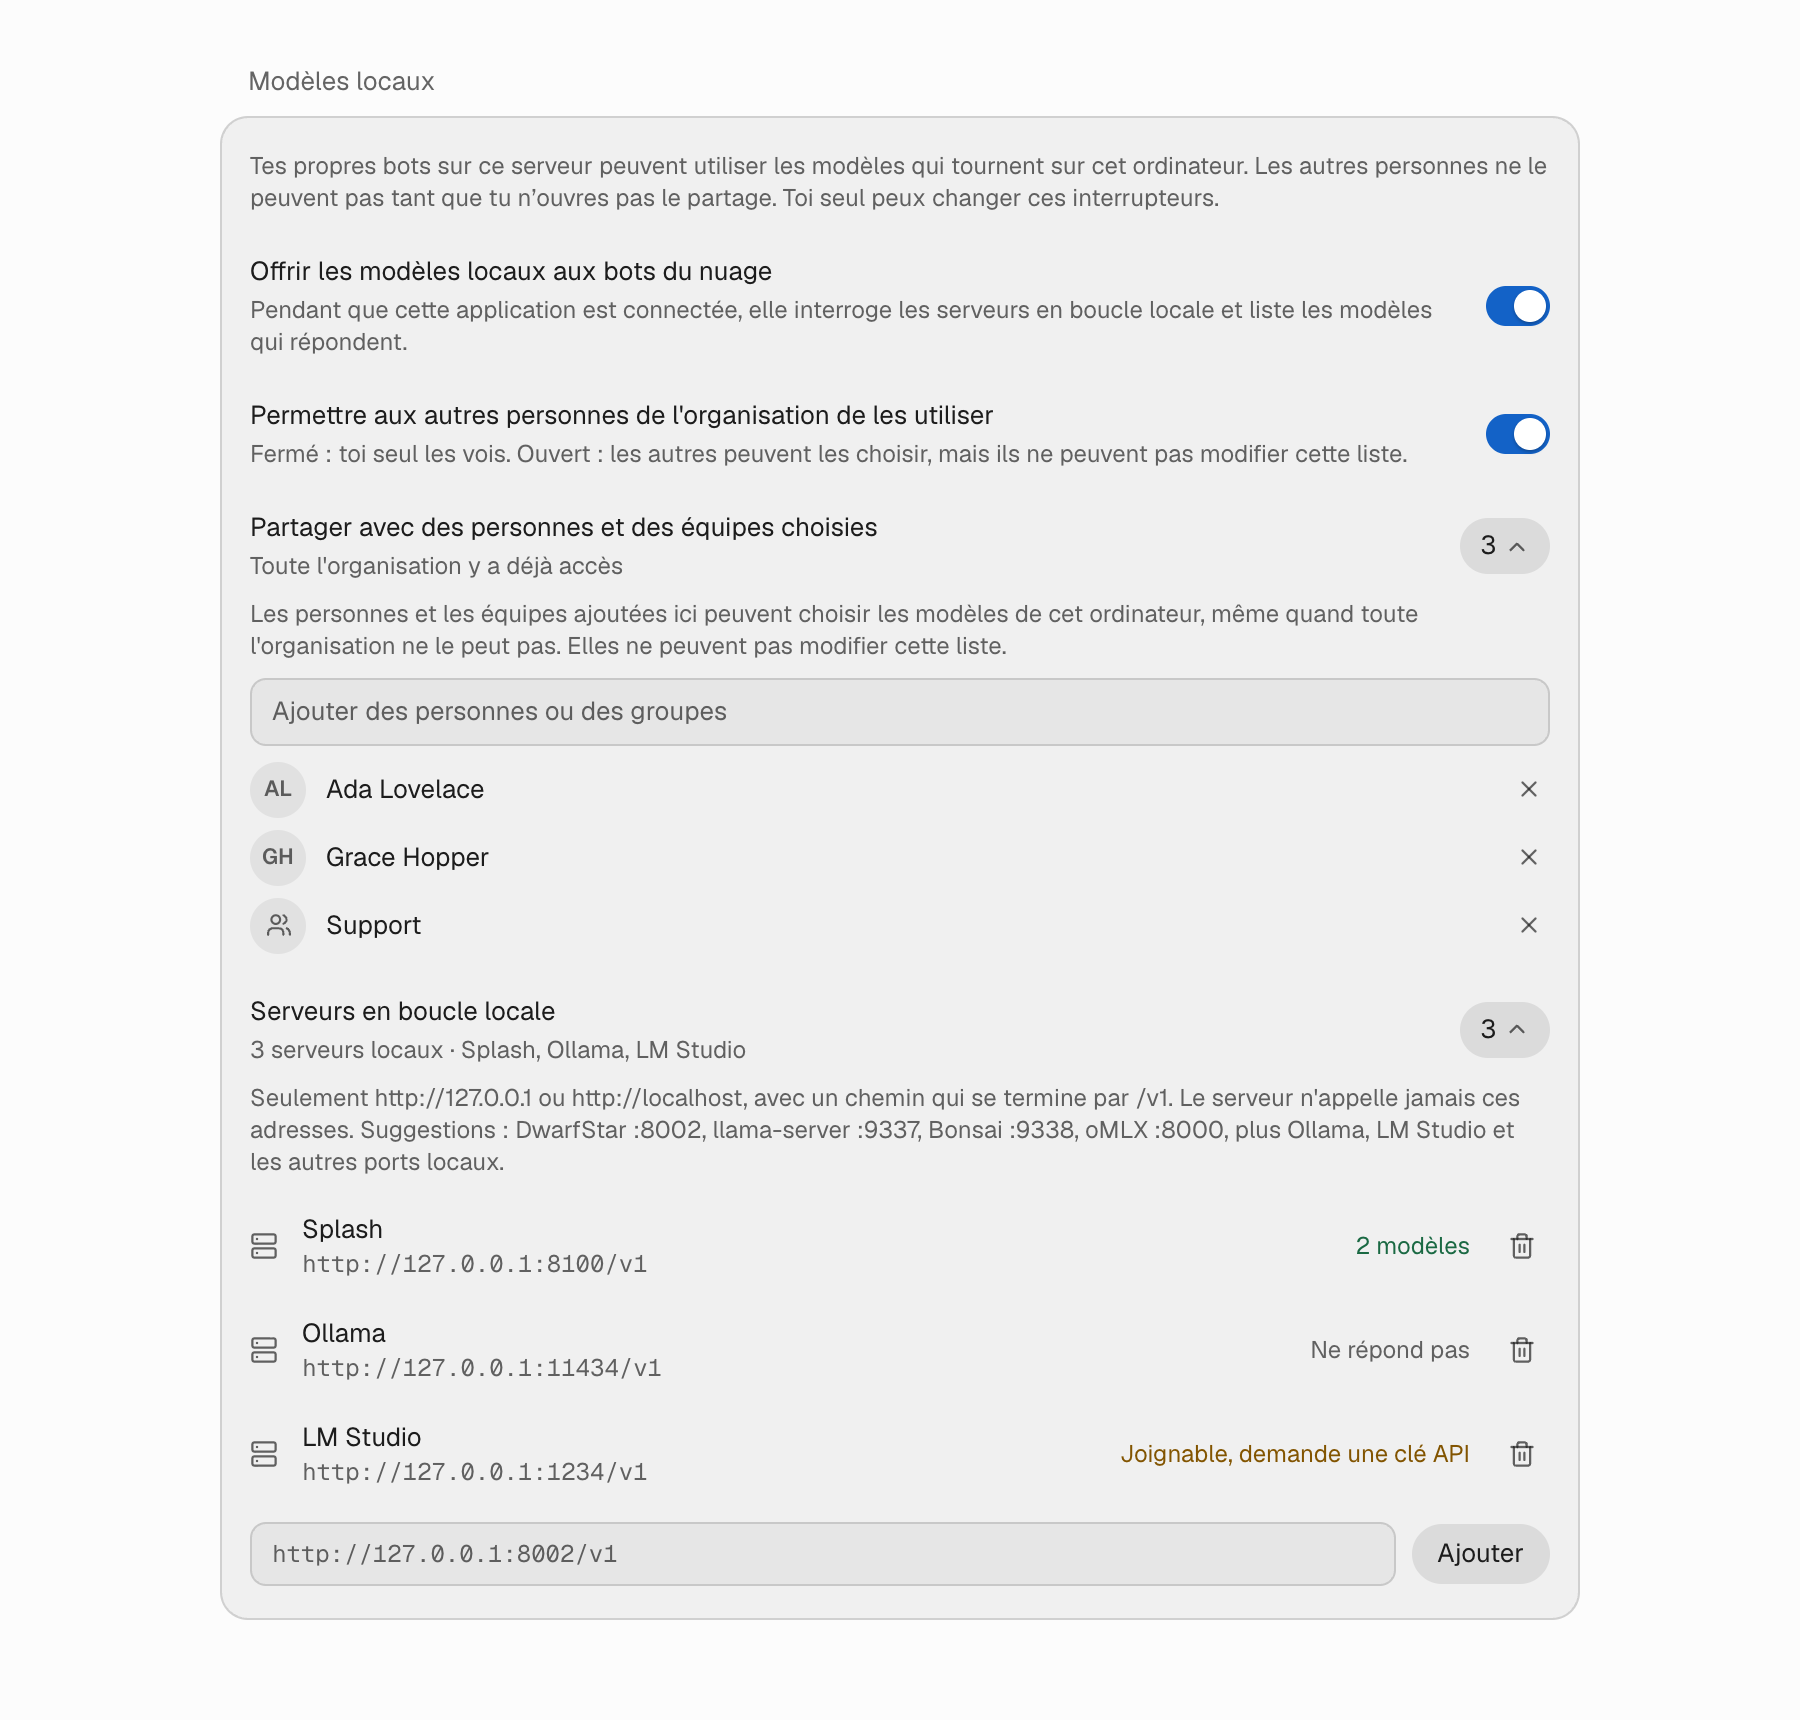 Modèles locaux
Tes propres bots sur ce serveur peuvent utiliser les modèles qui tournent sur cet ordinateur. Les autres personnes ne le
peuvent pas tant que tu n’ouvres pas le partage. Toi seul peux changer ces interrupteurs.
Offrir les modèles locaux aux bots du nuage
Pendant que cette application est connectée, elle interroge les serveurs en boucle locale et liste les modèles
qui répondent.
Permettre aux autres personnes de l'organisation de les utiliser
Fermé : toi seul les vois. Ouvert : les autres peuvent les choisir, mais ils ne peuvent pas modifier cette liste.
Partager avec des personnes et des équipes choisies
3
Toute l'organisation y a déjà accès
Les personnes et les équipes ajoutées ici peuvent choisir les modèles de cet ordinateur, même quand toute
l'organisation ne le peut pas. Elles ne peuvent pas modifier cette liste.
Ajouter des personnes ou des groupes
AL Ada Lovelace
GH Grace Hopper
Support
Serveurs en boucle locale
3
3 serveurs locaux · Splash, Ollama, LM Studio
Seulement http://127.0.0.1 ou http://localhost, avec un chemin qui se termine par /v1. Le serveur n'appelle jamais ces
adresses. Suggestions : DwarfStar :8002, llama-server :9337, Bonsai :9338, oMLX :8000, plus Ollama, LM Studio et
les autres ports locaux.
Splash
http://127.0.0.1:8100/v1
2 modèles
Ollama
http://127.0.0.1:11434/v1
Ne répond pas
LM Studio
http://127.0.0.1:1234/v1
Joignable, demande une clé API
http://127.0.0.1:8002/v1
Ajouter